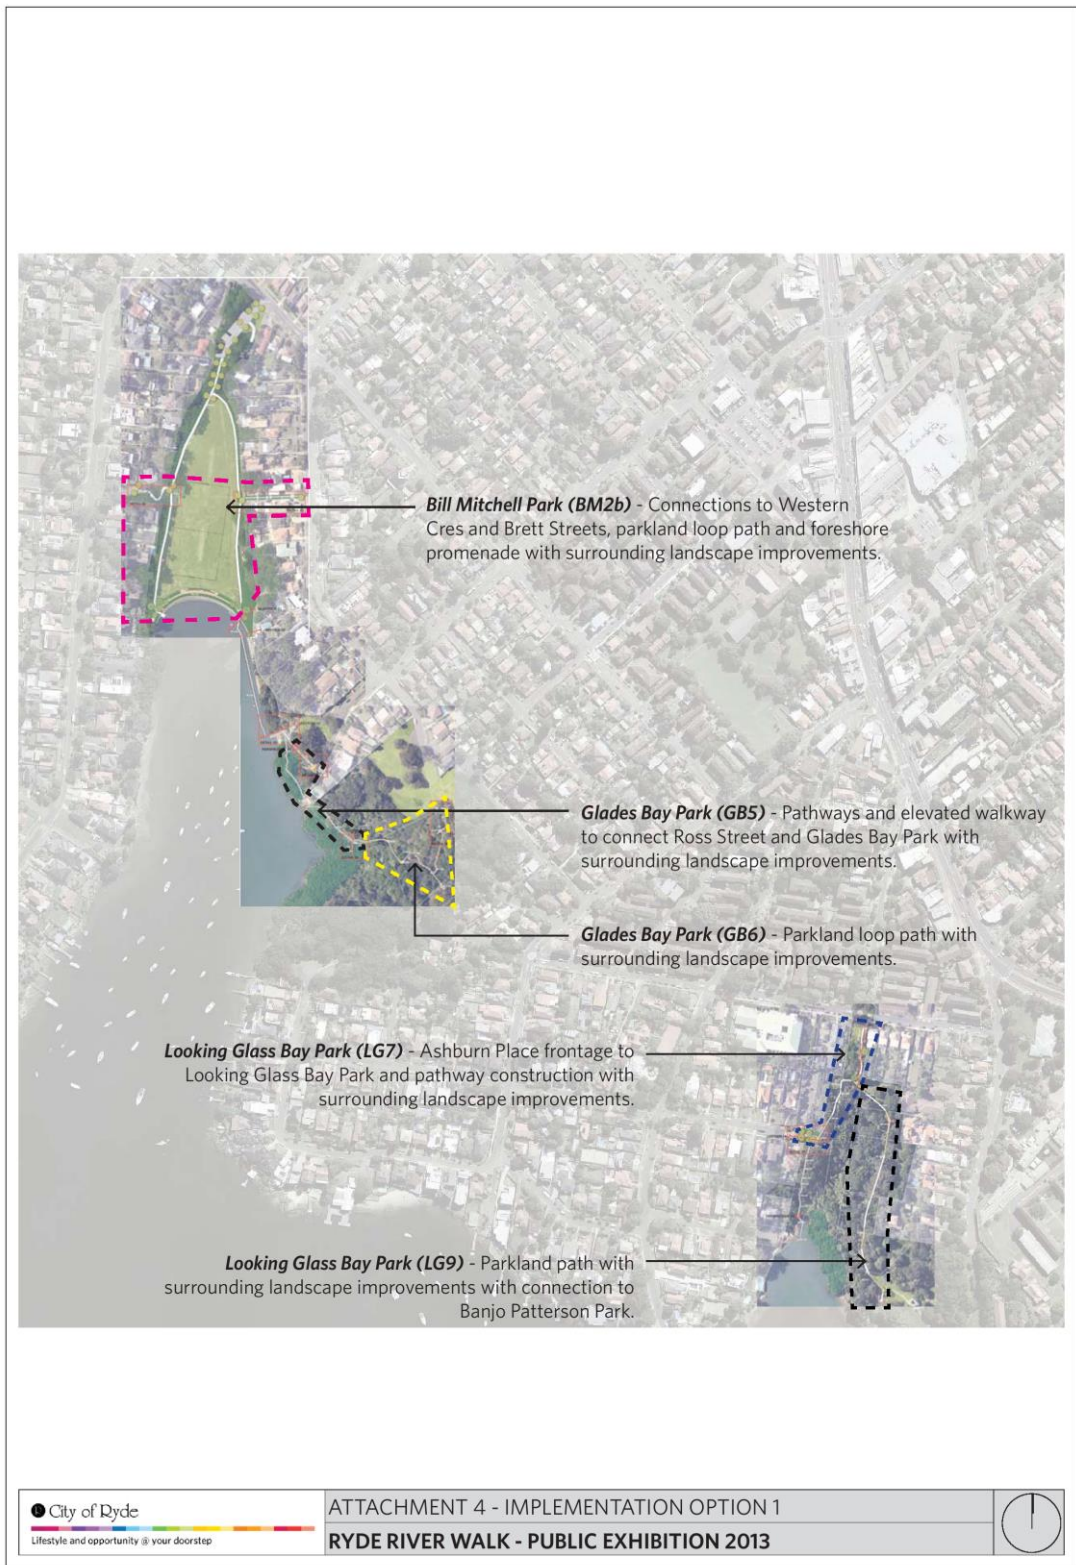 Bill Mitchell Park (BM2b) - Connections to Western
Cres and Brett Streets, parkland loop path and foreshore
promenade with surrounding landscape improvements.
Glades Bay Park (GB5) - Pathways and elevated walkway
to connect Ross Street and Glades Bay Park with
surrounding landscape improvements.
Glades Bay Park (GB6) - Parkland loop path with
surrounding landscape improvements.
Looking Glass Bay Park (LG7) - Ashburn Place frontage to
Looking Glass Bay Park and pathway construction with
surrounding landscape improvements.
Looking Glass Bay Park (LG9) - Parkland path with
surrounding landscape improvements with connection to
Banjo Patterson Park.
City of Ryde
Lifestyle and opportunity @ your doorstep
ATTACHMENT 4 - IMPLEMENTATION OPTION 1
RYDE RIVER WALK - PUBLIC EXHIBITION 2013